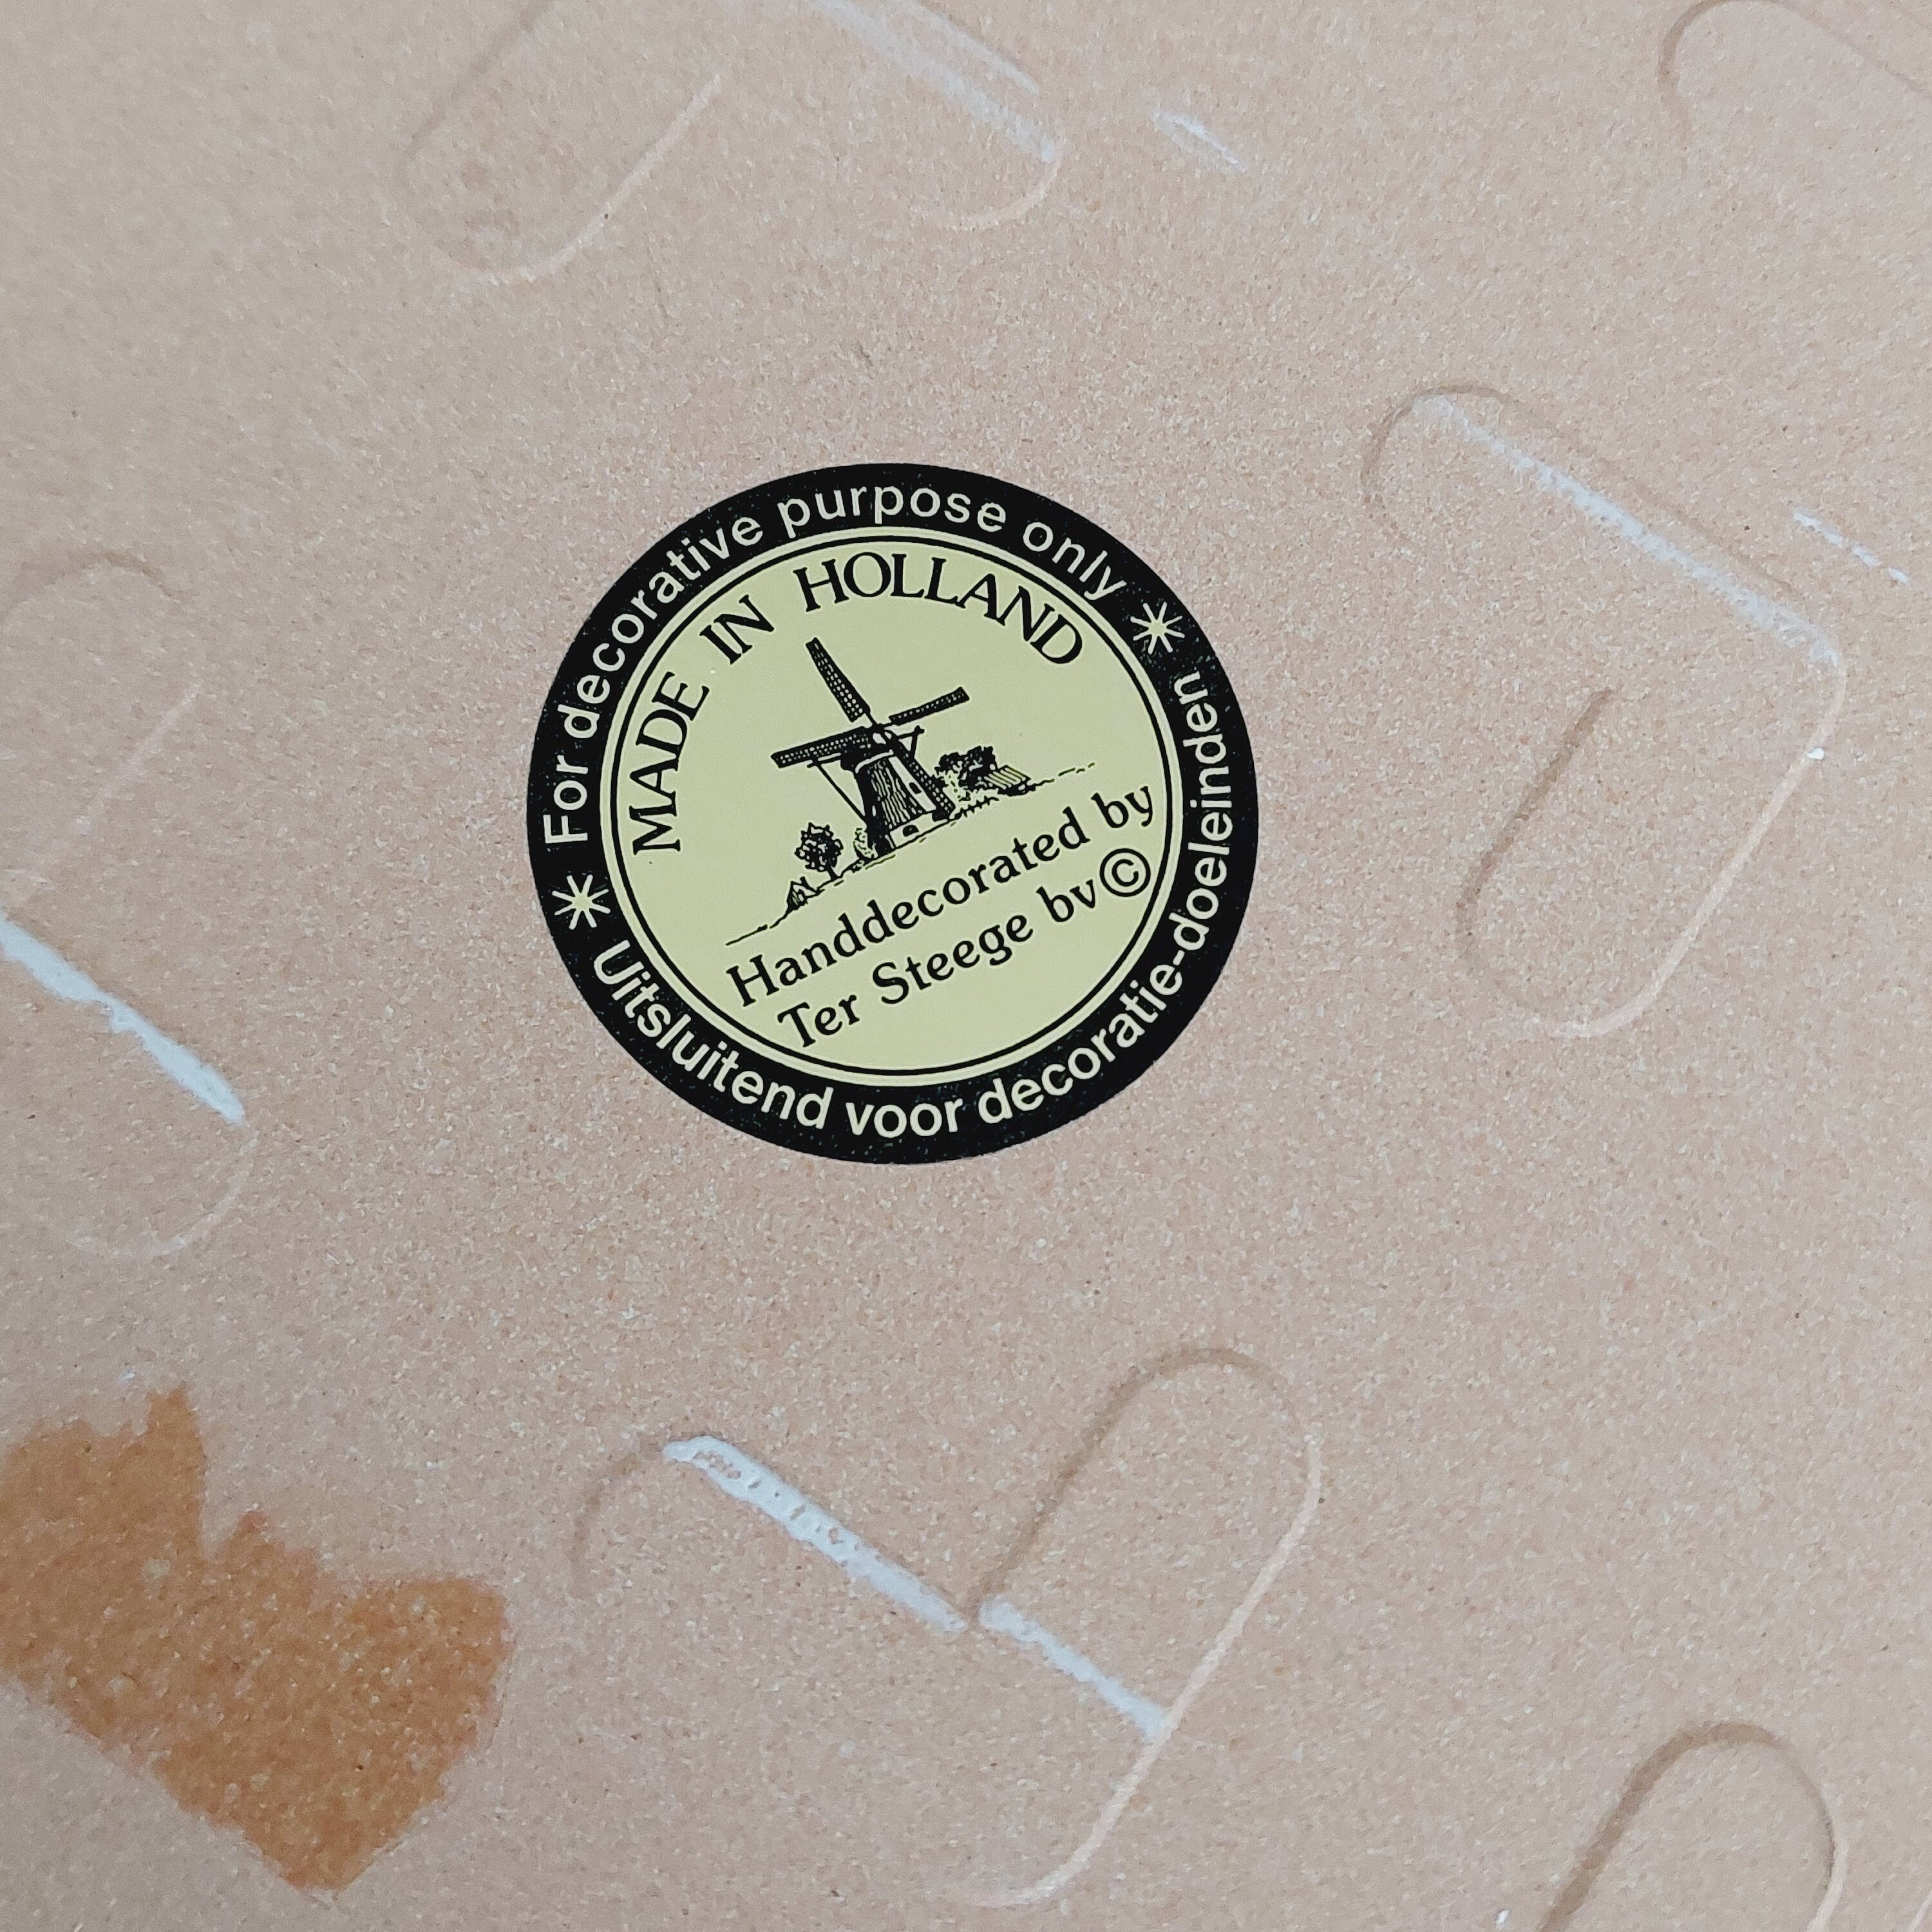 For decorative purpose only
MADE IN HOLLAND
Handdecorated by
Ter Steege bv©
Uitsluitend voor decoratie-doeleinden